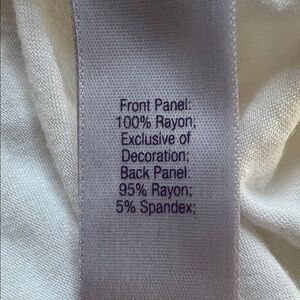 Front Panel:
100% Rayon;
Exclusive of
Decoration;
Back Panel:
95% Rayon;
5% Spandex;